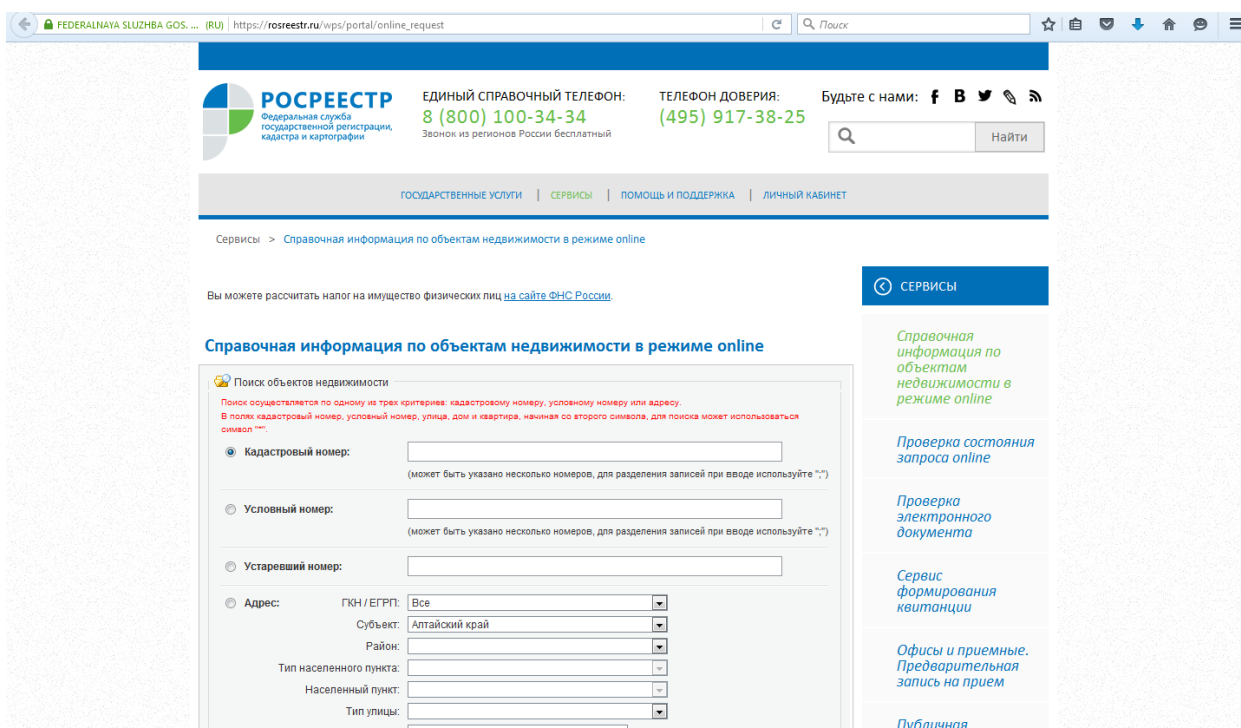 FEDERALNAYA SLUZHBA GOS. ... (RU) https://rosreestr.ru/wps/portal/online_request
Поиск
РОСРЕЕСТР
Федеральная служба
государственной регистрации,
кадастра и картографии
ЕДИНЫЙ СПРАВОЧНЫЙ ТЕЛЕФОН:
8 (800) 100-34-34
Звонок из регионов России бесплатный
ТЕЛЕФОН ДОВЕРИЯ:
(495) 917-38-25
Будьте с нами:
Найти
ГОСУДАРСТВЕННЫЕ УСЛУГИ | СЕРВИСЫ | ПОМОЩЬ И ПОДДЕРЖКА | ЛИЧНЫЙ КАБИНЕТ
Сервисы > Справочная информация по объектам недвижимости в режиме online
Вы можете рассчитать налог на имущество физических лиц на сайте ФНС России.
Справочная информация по объектам недвижимости в режиме online
Поиск объектов недвижимости
Поиск осуществляется по одному из трех критериев: кадастровому номеру, условному номеру или адресу.
В полях кадастровый номер, условный номер, улица, дом и квартира, начиная со второго символа, для поиска может использоваться
символ "*".
Кадастровый номер:
(может быть указано несколько номеров, для разделения записей при вводе используйте ";")
Условный номер:
(может быть указано несколько номеров, для разделения записей при вводе используйте ";")
Устаревший номер:
Адрес: ГКН / ЕГРП: Все
Субъект: Алтайский край
Район:
Тип населенного пункта:
Населенный пункт:
Тип улицы:
СЕРВИСЫ
Справочная
информация по
объектам
недвижимости в
режиме online
Проверка состояния
запроса online
Проверка
электронного
документа
Сервис
формирования
квитанции
Офисы и приемные.
Предварительная
запись на прием
Публичная